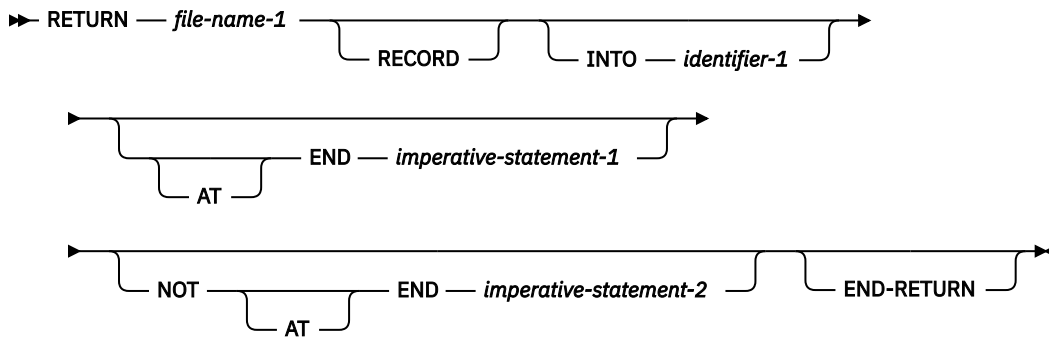 RETURN file-name-1
RECORD INTO identifier-1
END imperative-statement-1
AT
NOT END imperative-statement-2 END-RETURN
AT